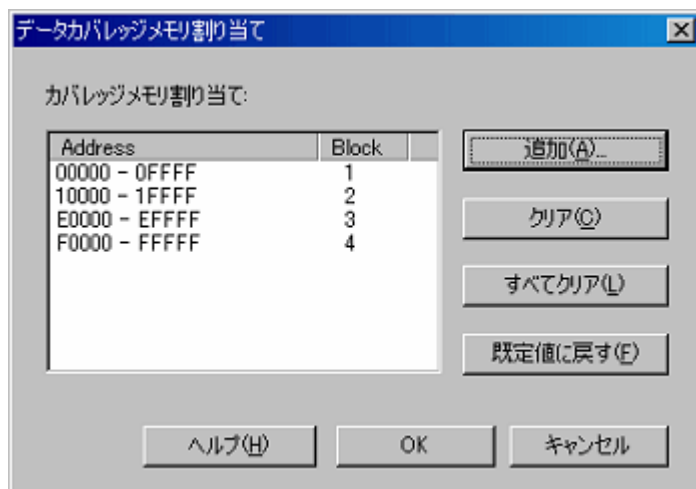 データカバレッジメモリ割り当て
カバレッジメモリ割り当て:
Address Block
00000 - 0FFFF 1
10000 - 1FFFF 2
E0000 - EFFFF 3
F0000 - FFFFF 4
追加(A)...
クリア(C)
すべてクリア(L)
既定値に戻す(F)
ヘルプ(H) OK キャンセル